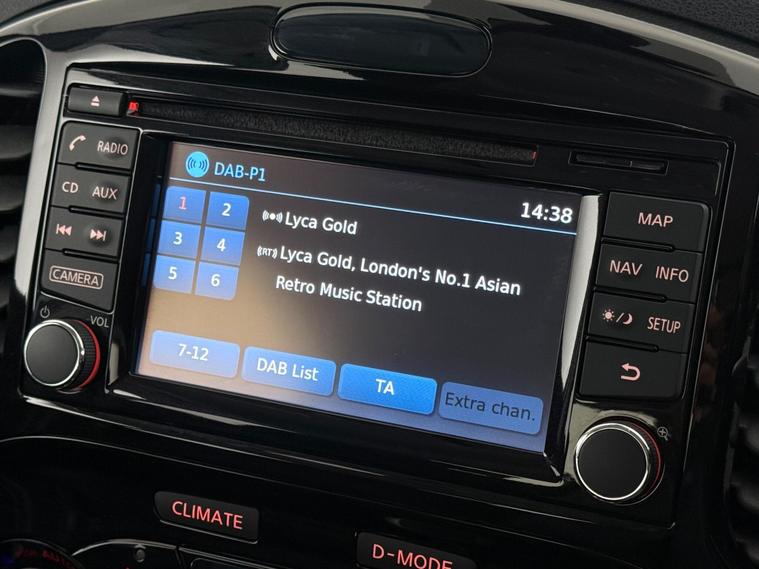 RADIO
CD AUX
CAMERA
VOL
DAB-P1
14:38
1 2
3 4
5 6
Lyca Gold
(RT) Lyca Gold, London's No.1 Asian
Retro Music Station
7-12
DAB List
TA
Extra chan.
MAP
NAV INFO
SETUP
CLIMATE
D-MODE